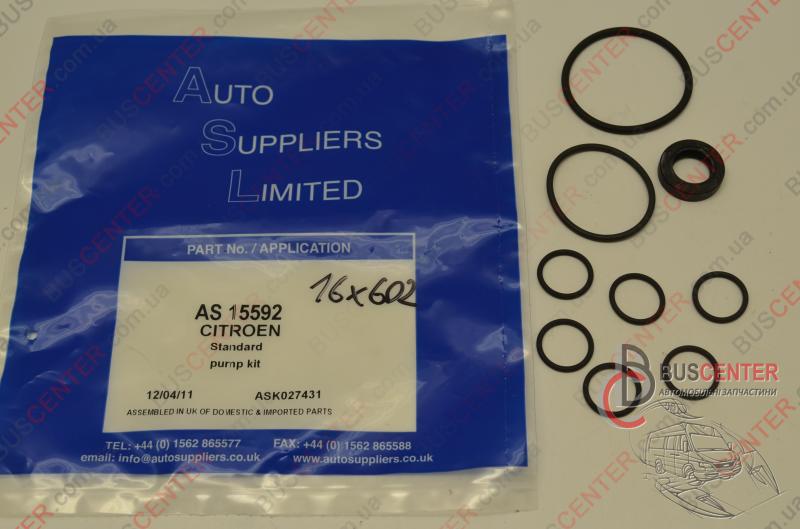 AUTO
SUPPLIERS
LIMITED
PART No. / APPLICATION
16x602
AS 15592
CITROEN
Standard
pump kit
12/04/11 ASK027431
ASSEMBLED IN UK OF DOMESTIC & IMPORTED PARTS
TEL: +44 (0) 1562 865577 FAX: +44 (0) 1562 865588
email: info@autosuppliers.co.uk www.autosuppliers.co.uk
BUSCENTER
АВТОМОБІЛЬНІ ЗАПЧАСТИНИ
BUSCENTER.com.ua